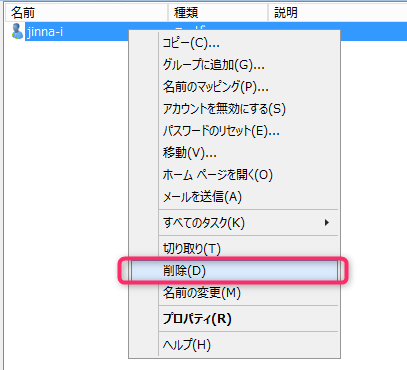 名前 種類 説明
jinna-i
コピー(C)...
グループに追加(G)...
名前のマッピング(P)...
アカウントを無効にする(S)
パスワードのリセット(E)...
移動(V)...
ホーム ページを開く(O)
メールを送信(A)
すべてのタスク(K)
切り取り(T)
削除(D)
名前の変更(M)
プロパティ(R)
ヘルプ(H)